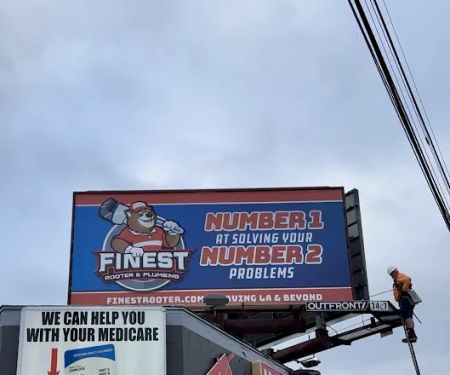 NUMBER 1
AT SOLVING YOUR
NUMBER 2
PROBLEMS
FINEST
ROOTER & PLUMBING
FINESTROOTER.COM
LA & BEYOND
OUTFRONT/
WE CAN HELP YOU
WITH YOUR MEDICARE